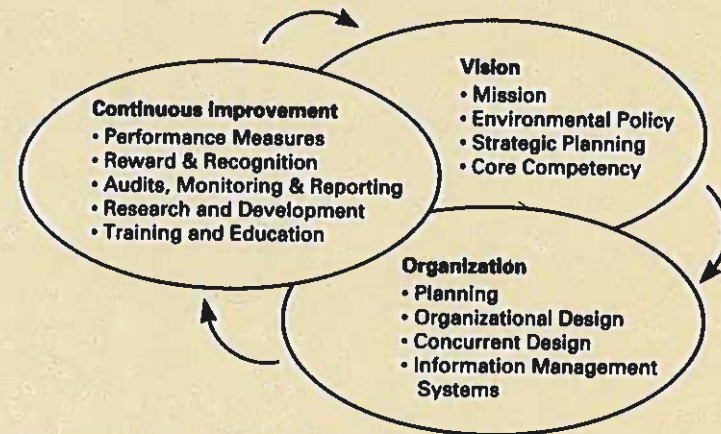 Continuous Improvement
• Performance Measures
• Reward & Recognition
• Audits, Monitoring & Reporting
• Research and Development
• Training and Education
Vision
• Mission
• Environmental Policy
• Strategic Planning
• Core Competency
Organization
• Planning
• Organizational Design
• Concurrent Design
• Information Management
Systems